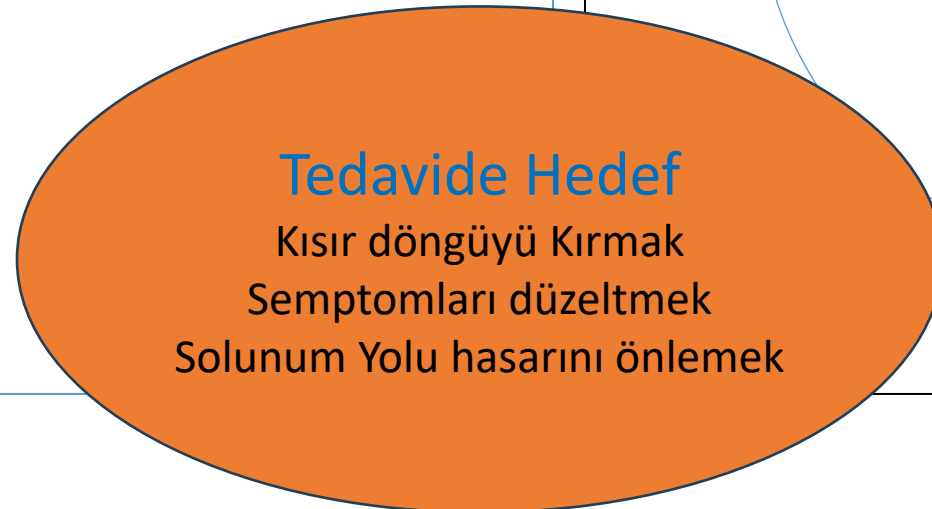 Tedavide Hedef
Kısır döngüyü Kırmak
Semptomları düzeltmek
Solunum Yolu hasarını önlemek